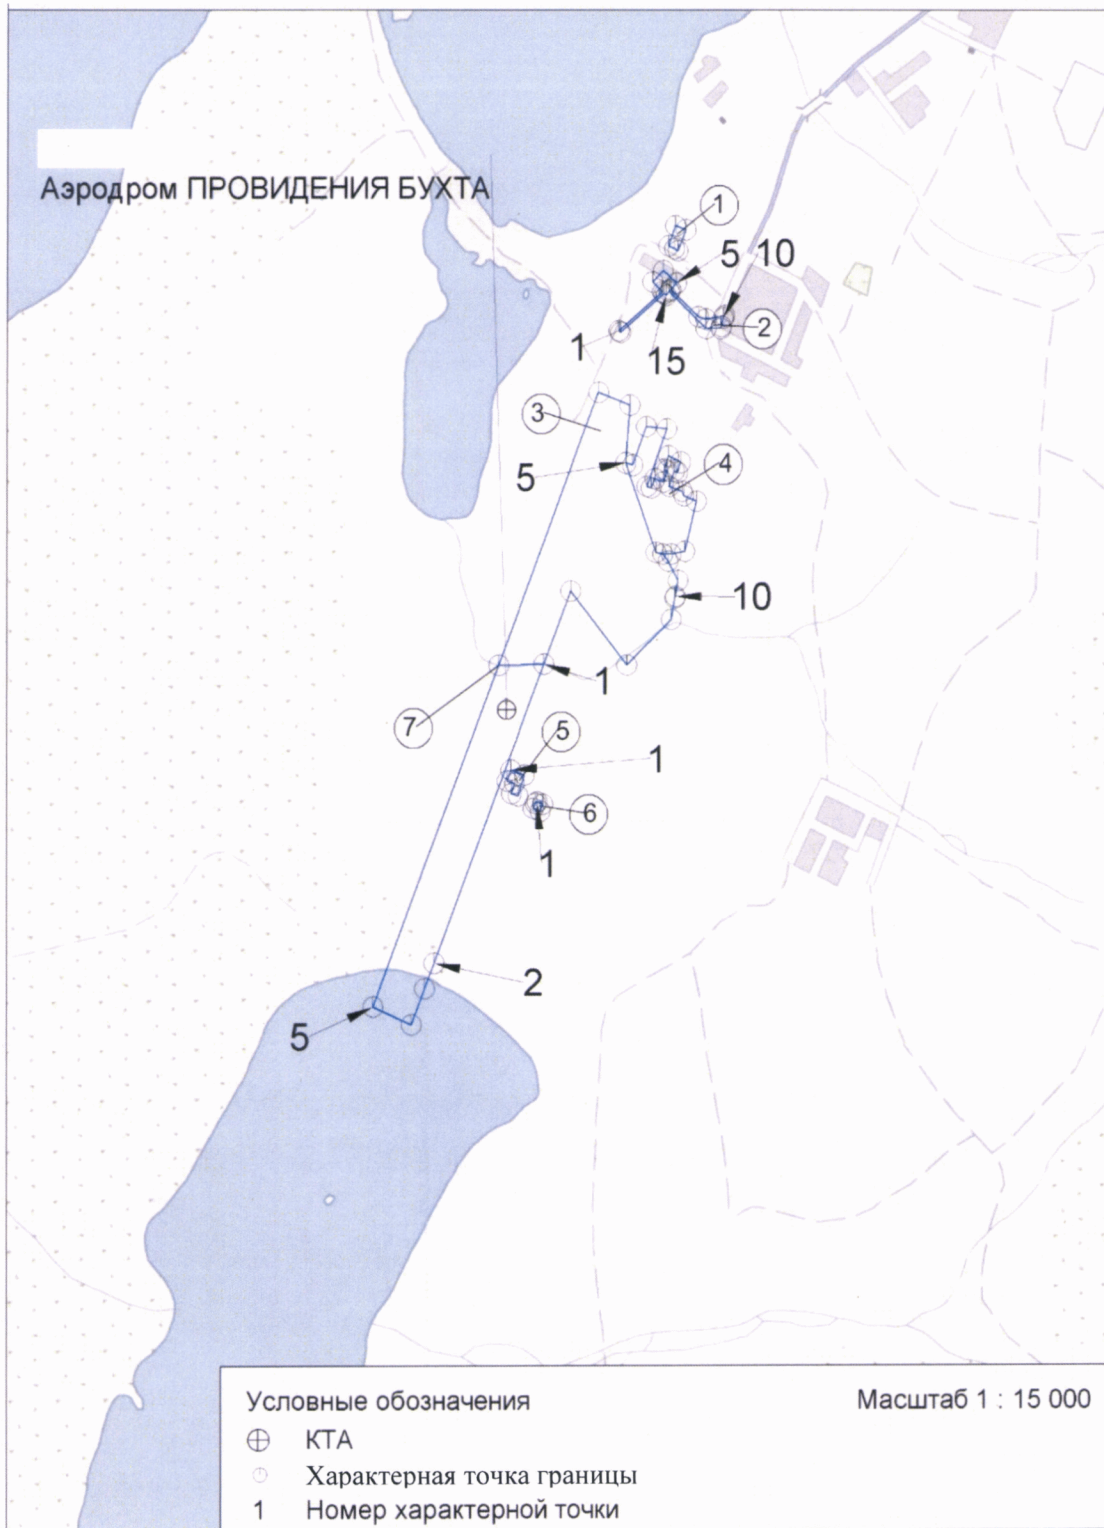 Аэродром ПРОВИДЕНИЯ БУХТА
1
5 10
2
1
15
3
4
5
10
1
7
5
1
6
1
2
5
Условные обозначения
Масштаб 1 : 15 000
КТА
Характерная точка границы
1 Номер характерной точки